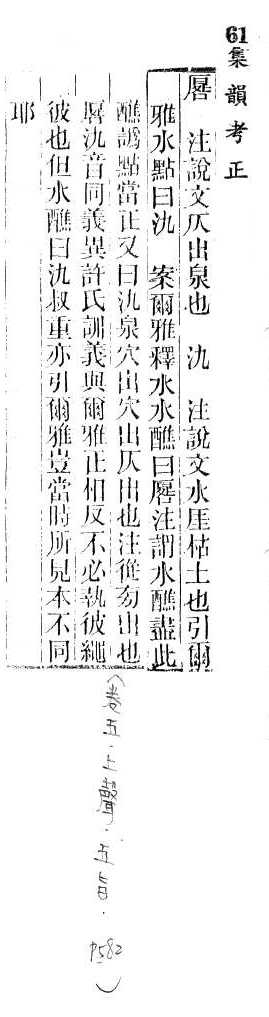 61集韻考正
厬　注說文仄出泉也　氿　注說文水厓枯土也引爾
雅水點曰氿　案爾雅釋水水醮曰厬注謂水醮盡此
醮譌點當正又曰氿泉穴出穴出仄出也注從旁出也
厬氿音同義異許氏訓義與爾雅正相反不必執彼繩
彼也但水醮曰氿叔重亦引爾雅豈當時所見本不同
耶
(卷五·上聲·五旨·P582)